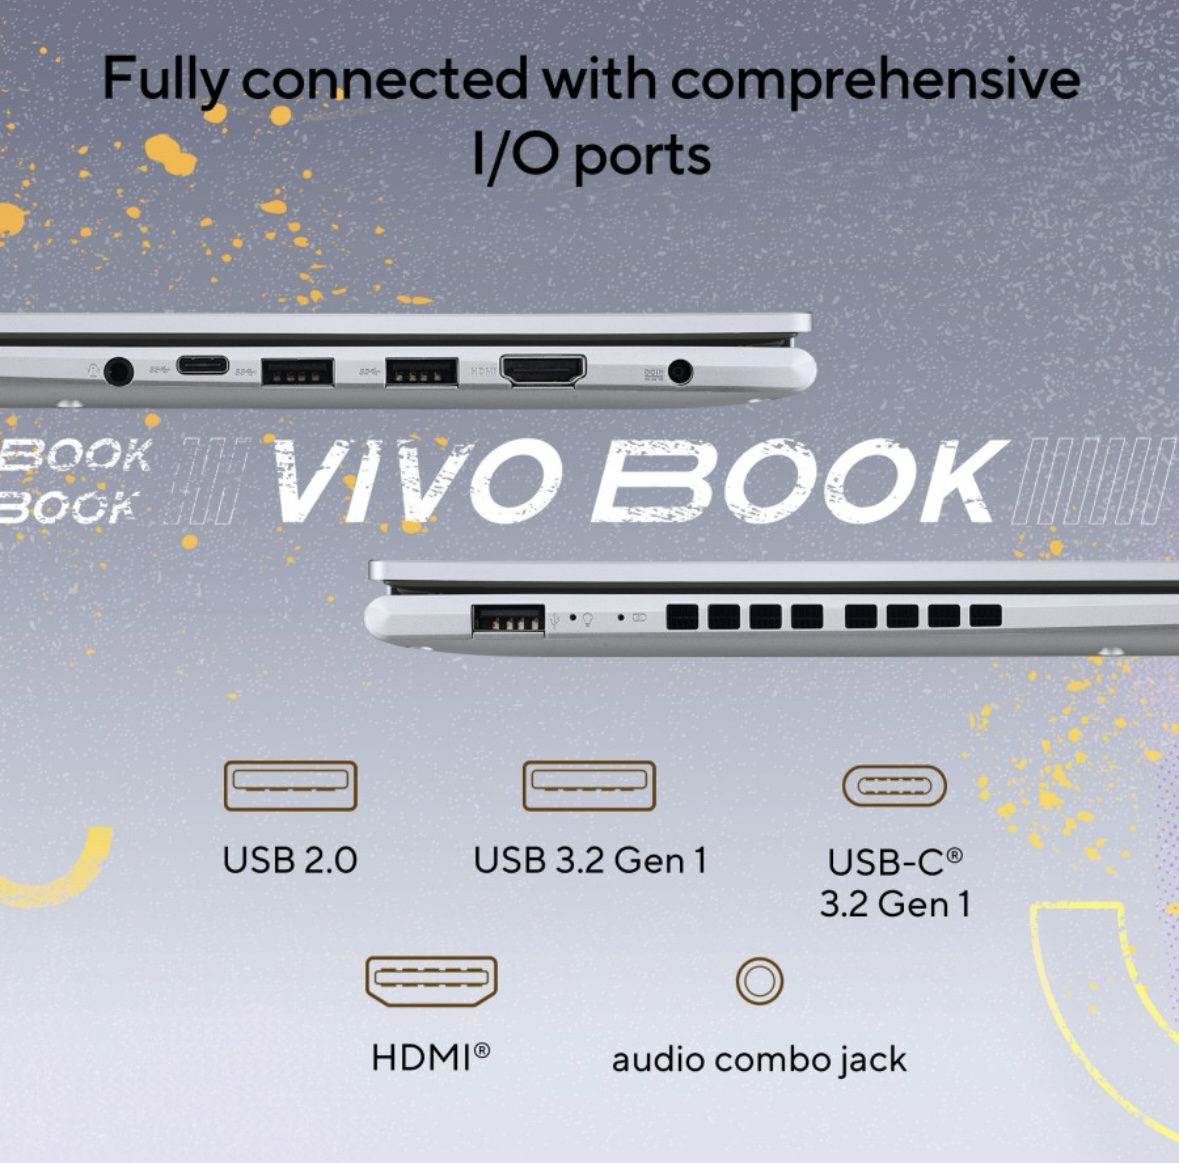 Fully connected with comprehensive
I/O ports
HDMI
BOOK
BOOK
VIVO BOOK
USB 2.0
USB 3.2 Gen 1
USB-C®
3.2 Gen 1
HDMI®
audio combo jack